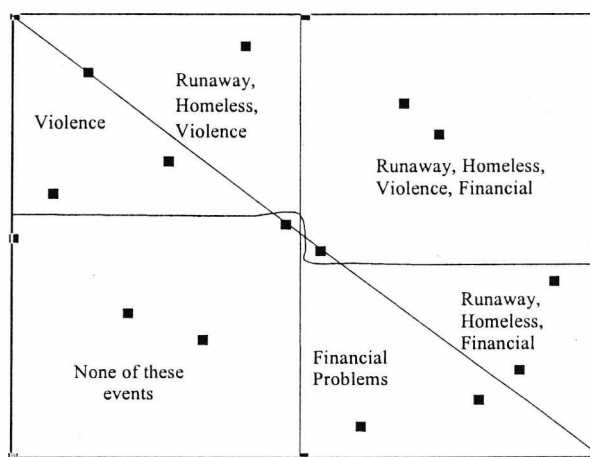 Violence
Runaway,
Homeless,
Violence
Runaway, Homeless,
Violence, Financial
None of these
events
Financial
Problems
Runaway,
Homeless,
Financial